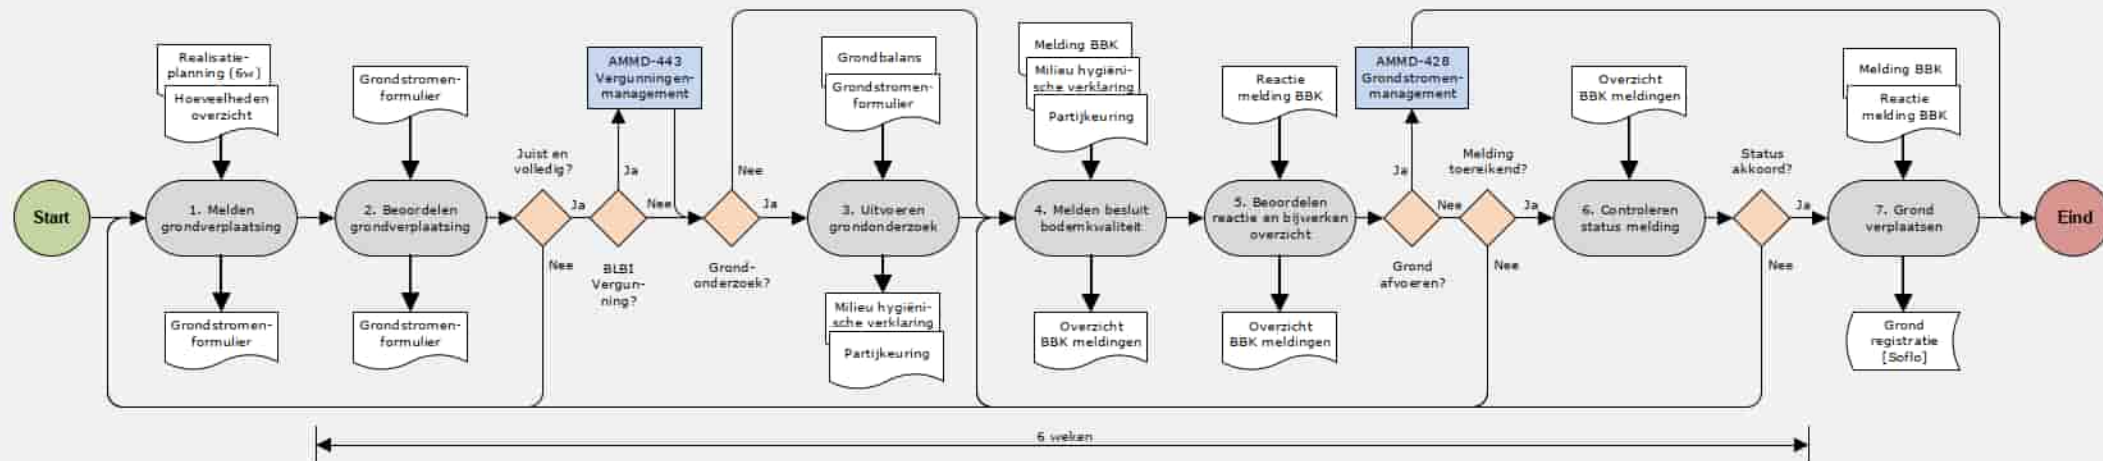 Start
Realisatie-
planning (6w)
Hoeveelheden
overzicht
1. Melden
grondverplaatsing
Grondstromen-
formulier
Grondstromen-
formulier
2. Beoordelen
grondverplaatsing
Grondstromen-
formulier
Juist en
volledig?
Ja
Nee
AMMD-443
Vergunningen-
management
Ja
Nee
BLBI
Vergun-
ning?
Nee
Ja
Grond-
onderzoek?
Grondbalans
Grondstromen-
formulier
3. Uitvoeren
grondonderzoek
Milieu hygiëni-
sche verklaring
Partijkeuring
Melding BBK
Milieu hygiëni-
sche verklaring
Partijkeuring
4. Melden besluit
bodemkwaliteit
Overzicht
BBK meldingen
Reactie
melding BBK
5. Beoordelen
reactie en bijwerken
overzicht
Overzicht
BBK meldingen
AMMD-428
Grondstromen-
management
Ja
Nee
Grond
afvoeren?
Melding
toereikend?
Ja
Nee
Overzicht
BBK meldingen
6. Controleren
status melding
Status
akkoord?
Ja
Nee
Melding BBK
Reactie
melding BBK
7. Grond
verplaatsen
Grond
registratie
[Soflo]
Eind
6 weken